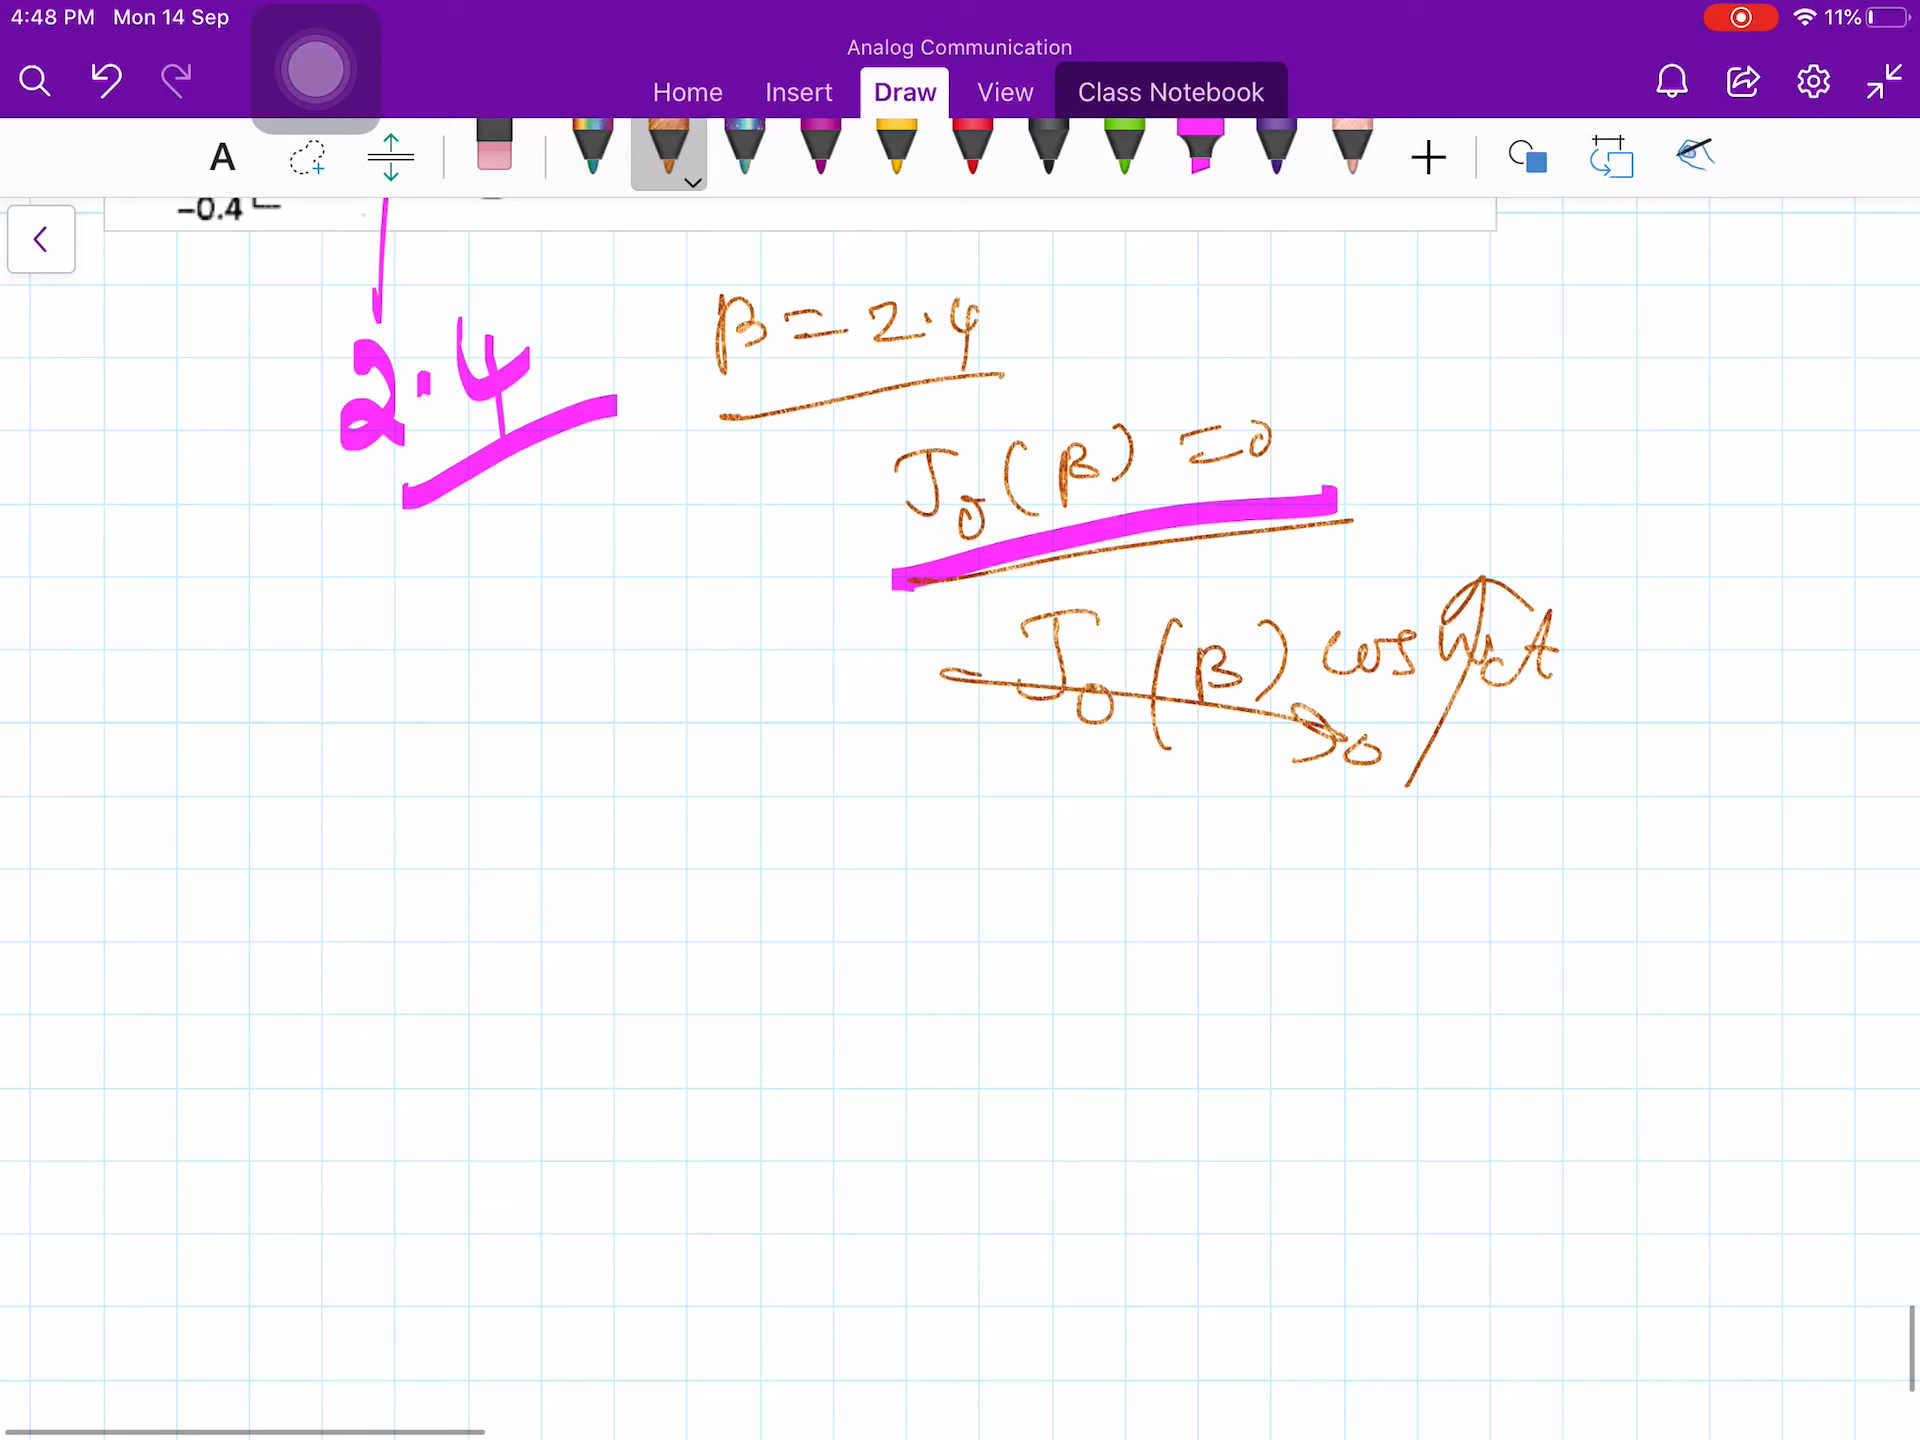 4:48 PM Mon 14 Sep
11%
Analog Communication
Home Insert Draw View Class Notebook
A
-0.4
2.4
β = 2.4
J₀(β) = 0
J₀(β) cos ωct
0